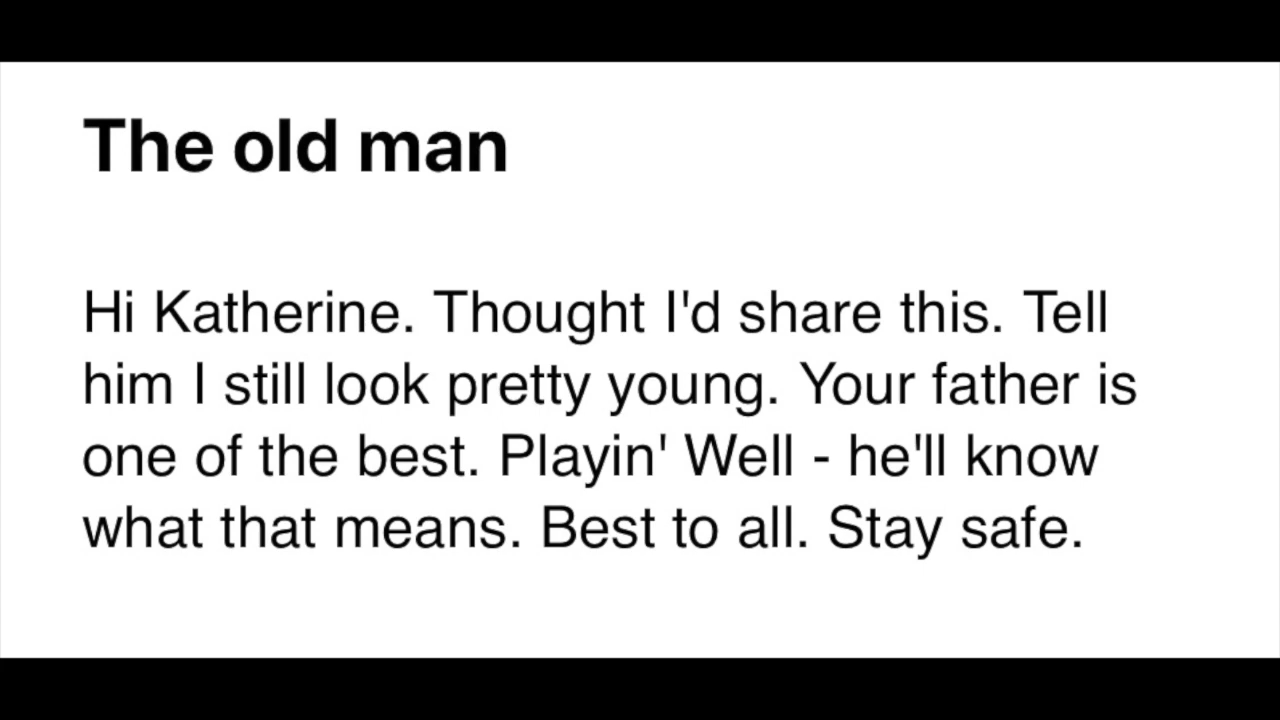 The old man
Hi Katherine. Thought I'd share this. Tell
him I still look pretty young. Your father is
one of the best. Playin' Well - he'll know
what that means. Best to all. Stay safe.